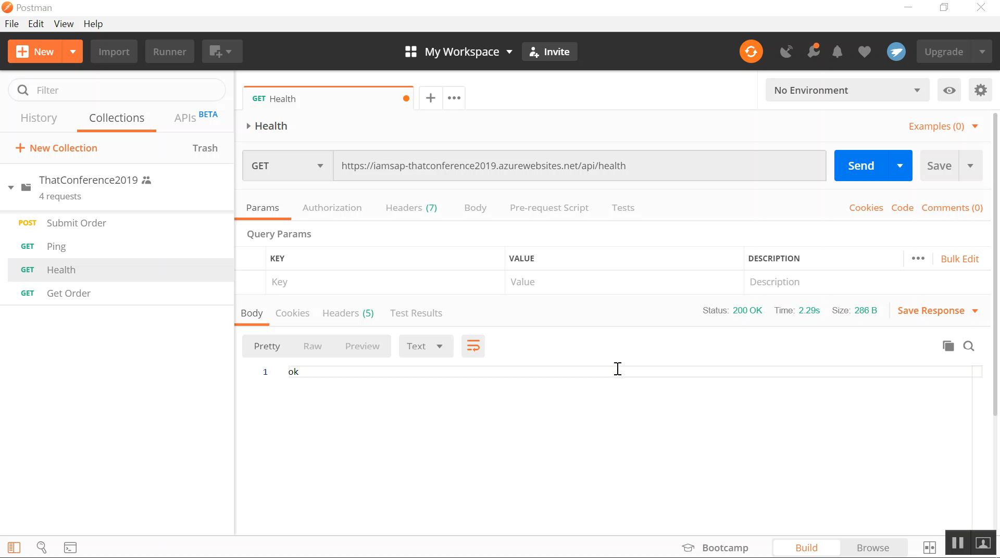 Postman
File Edit View Help
New Import Runner My Workspace Invite Upgrade
Filter
History Collections APIs BETA
New Collection Trash
ThatConference2019
4 requests
POST Submit Order
GET Ping
GET Health
GET Get Order
GET Health
No Environment
Health
Examples (0)
GET https://iamsap-thatconference2019.azurewebsites.net/api/health Send Save
Params Authorization Headers (7) Body Pre-request Script Tests Cookies Code Comments (0)
Query Params
KEY VALUE DESCRIPTION Bulk Edit
Key Value Description
Body Cookies Headers (5) Test Results Status: 200 OK Time: 2.29s Size: 286 B Save Response
Pretty Raw Preview Text
1 ok
Bootcamp Build Browse